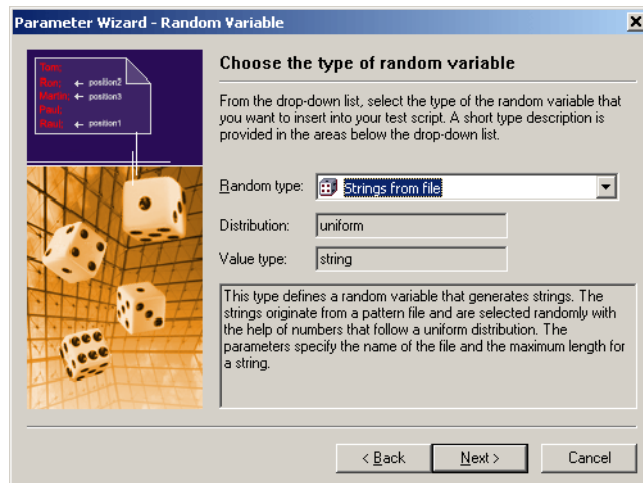 Parameter Wizard - Random Variable
Tom;
Ron; ← position2
Martin; ← position3
Paul;
Raul; ← position1
Choose the type of random variable
From the drop-down list, select the type of the random variable that
you want to insert into your test script. A short type description is
provided in the areas below the drop-down list.
Random type: Strings from file
Distribution: uniform
Value type: string
This type defines a random variable that generates strings. The
strings originate from a pattern file and are selected randomly with
the help of numbers that follow a uniform distribution. The
parameters specify the name of the file and the maximum length for
a string.
< Back Next > Cancel